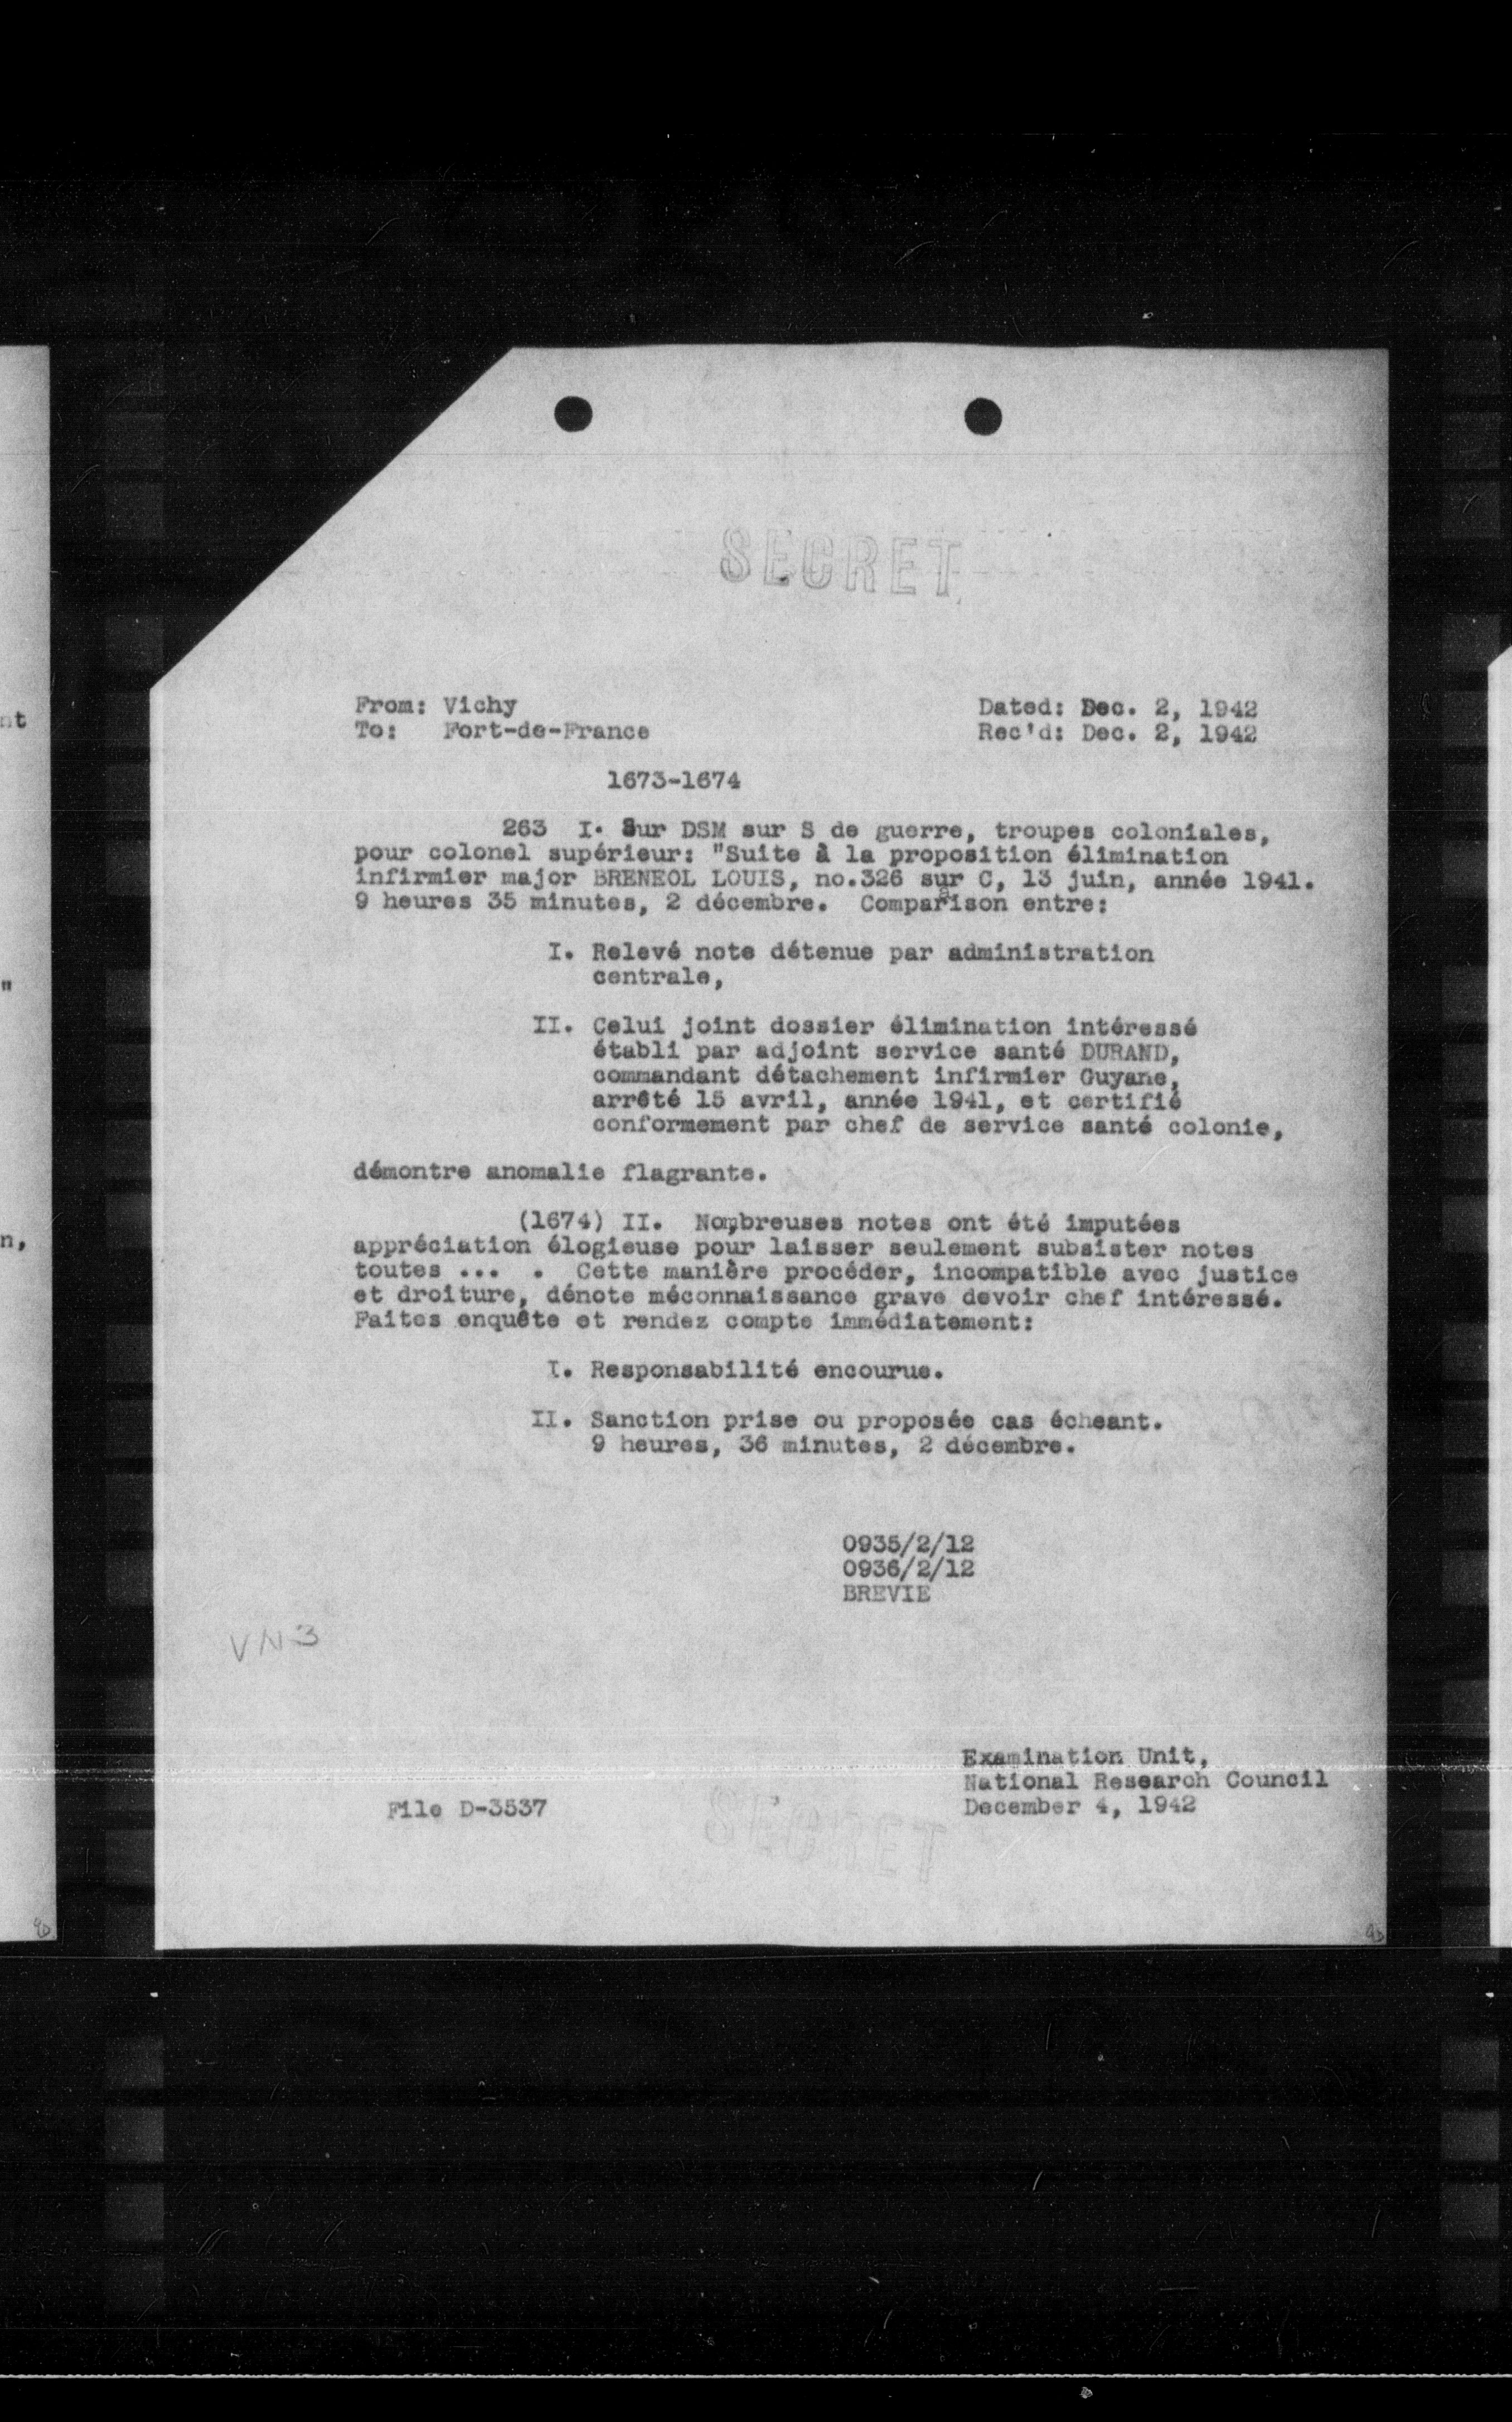 SECRET
From: Vichy
Dated: Dec. 2, 1942
To: Fort-de-France
Rec'd: Dec. 2, 1942
1673-1674
263 I. Sur DSM sur S de guerre, troupes coloniales,
pour colonel supérieur: "Suite à la proposition élimination
infirmier major BRENEOL LOUIS, no.326 sur C, 13 juin, année 1941.
9 heures 35 minutes, 2 décembre. Comparaison entre:
I. Relevé note détenue par administration
centrale,
II. Celui joint dossier élimination intéressé
établi par adjoint service santé DURAND,
commandant détachement infirmier Guyane,
arrêté 15 avril, année 1941, et certifié
conformement par chef de service santé colonie,
démontre anomalie flagrante.
(1674) II. Nombreuses notes ont été imputées
appréciation élogieuse pour laisser seulement subsister notes
toutes ... . Cette manière procéder, incompatible avec justice
et droiture, dénote méconnaissance grave devoir chef intéressé.
Faites enquête et rendez compte immédiatement:
I. Responsabilité encourue.
II. Sanction prise ou proposée cas écheant.
9 heures, 36 minutes, 2 décembre.
0935/2/12
0936/2/12
BREVIE
VN3
Examination Unit,
National Research Council
December 4, 1942
File D-3537
SECRET
nt
"
n,